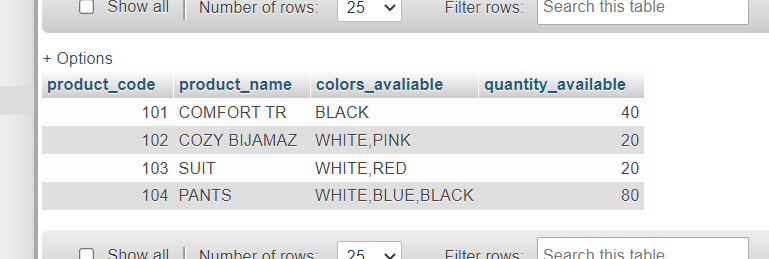 Show all Number of rows: 25 Filter rows: Search this table
+ Options
product_code product_name colors_avaliable quantity_available
101 COMFORT TR BLACK 40
102 COZY BIJAMAZ WHITE,PINK 20
103 SUIT WHITE,RED 20
104 PANTS WHITE,BLUE,BLACK 80
Show all Number of rows: 25 Filter rows: Search this table